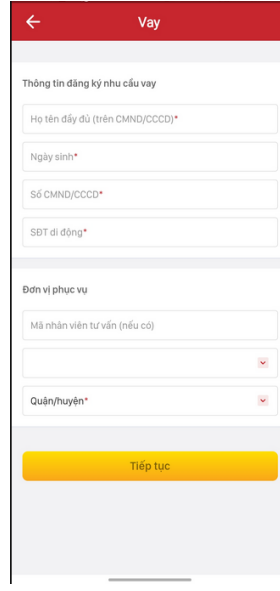 Vay
Thông tin đăng ký nhu cầu vay
Họ tên đầy đủ (trên CMND/CCCD)*
Ngày sinh*
Số CMND/CCCD*
SĐT di động*
Đơn vị phục vụ
Mã nhân viên tư vấn (nếu có)
Quận/huyện*
Tiếp tục